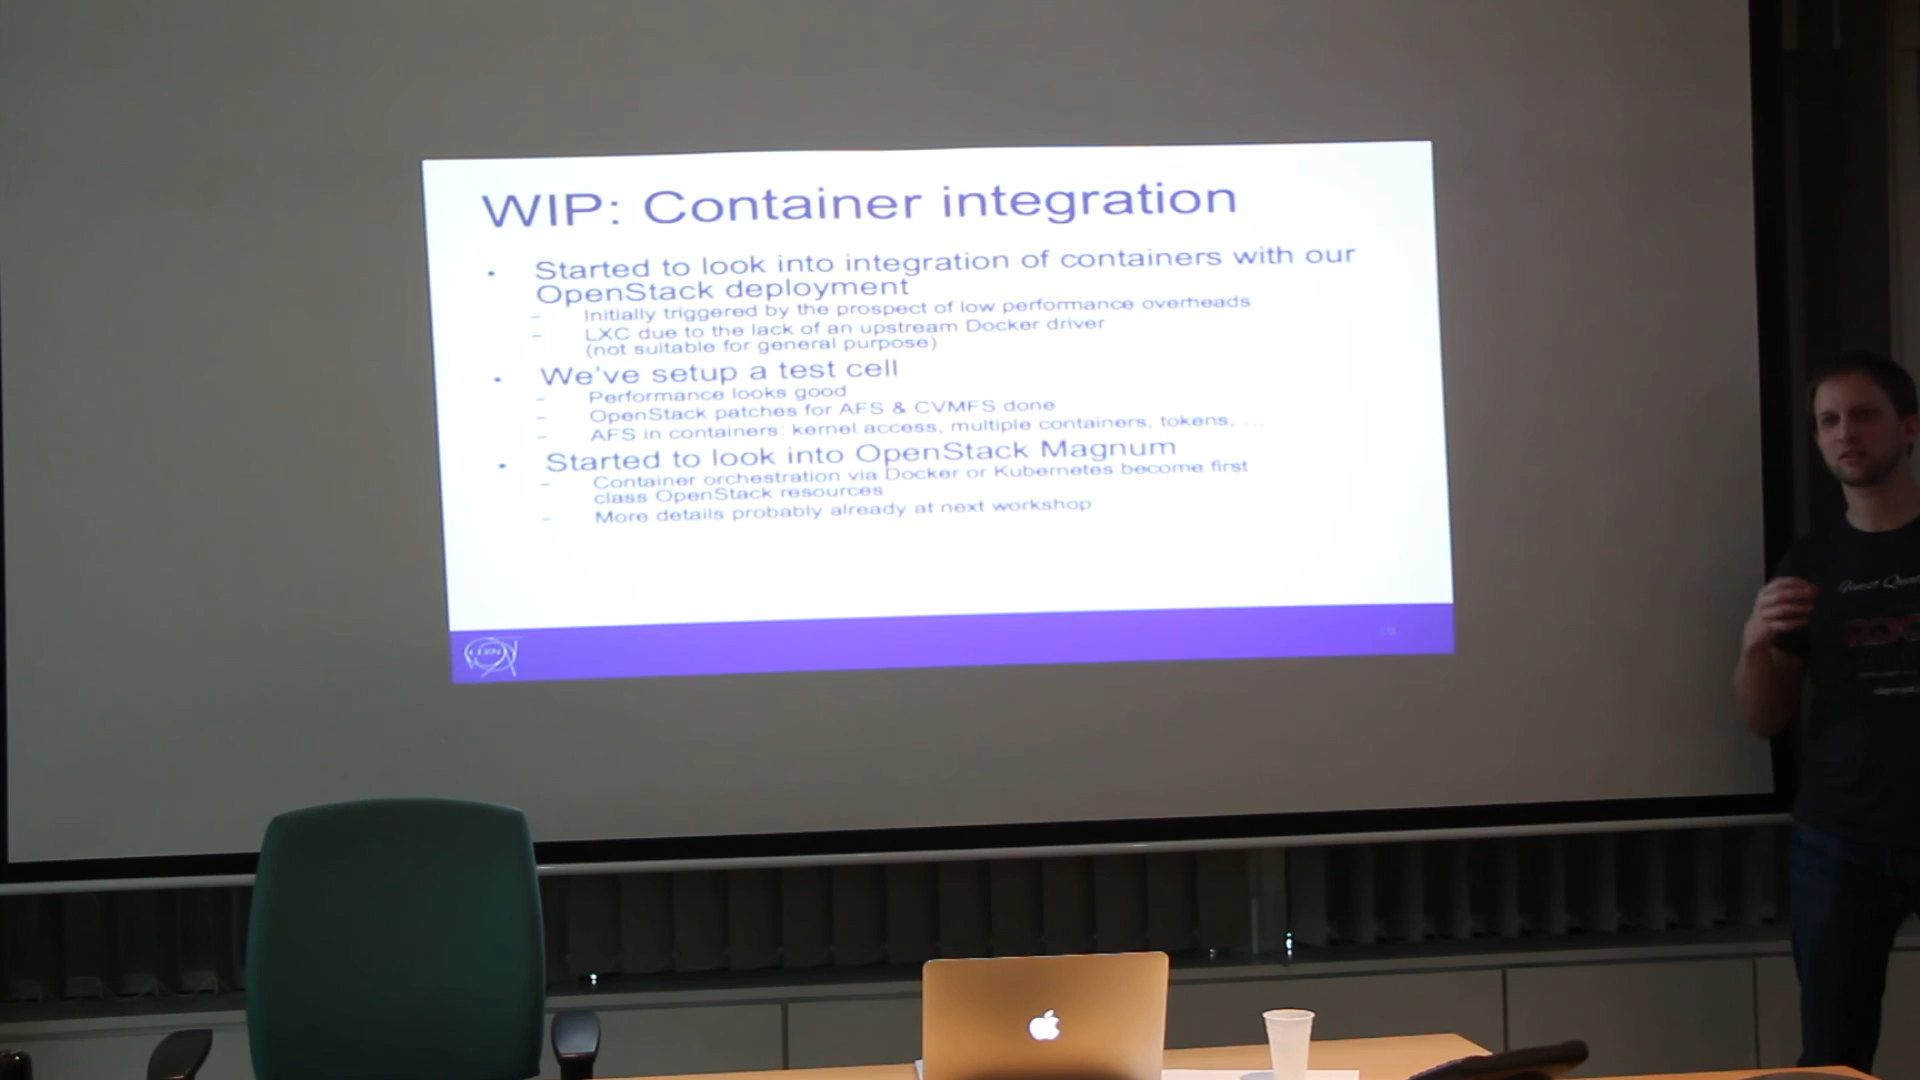 WIP: Container integration
• Started to look into integration of containers with our
OpenStack deployment
– Initially triggered by the prospect of low performance overheads
– LXC due to the lack of an upstream Docker driver
(not suitable for general purpose)
• We've setup a test cell
– Performance looks good
– OpenStack patches for AFS & CVMFS done
– AFS in containers: kernel access, multiple containers, tokens, ...
• Started to look into OpenStack Magnum
– Container orchestration via Docker or Kubernetes become first
class OpenStack resources
– More details probably already at next workshop
CERN